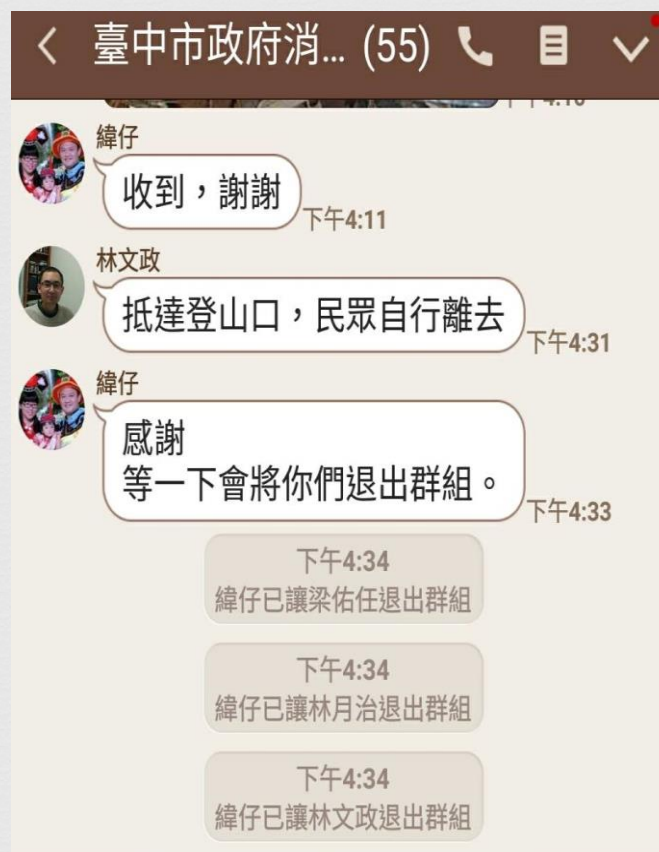 臺中市政府消... (55)
緯仔
收到，謝謝
下午4:11
林文政
抵達登山口，民眾自行離去
下午4:31
緯仔
感謝
等一下會將你們退出群組。
下午4:33
下午4:34
緯仔已讓梁佑任退出群組
下午4:34
緯仔已讓林月治退出群組
下午4:34
緯仔已讓林文政退出群組